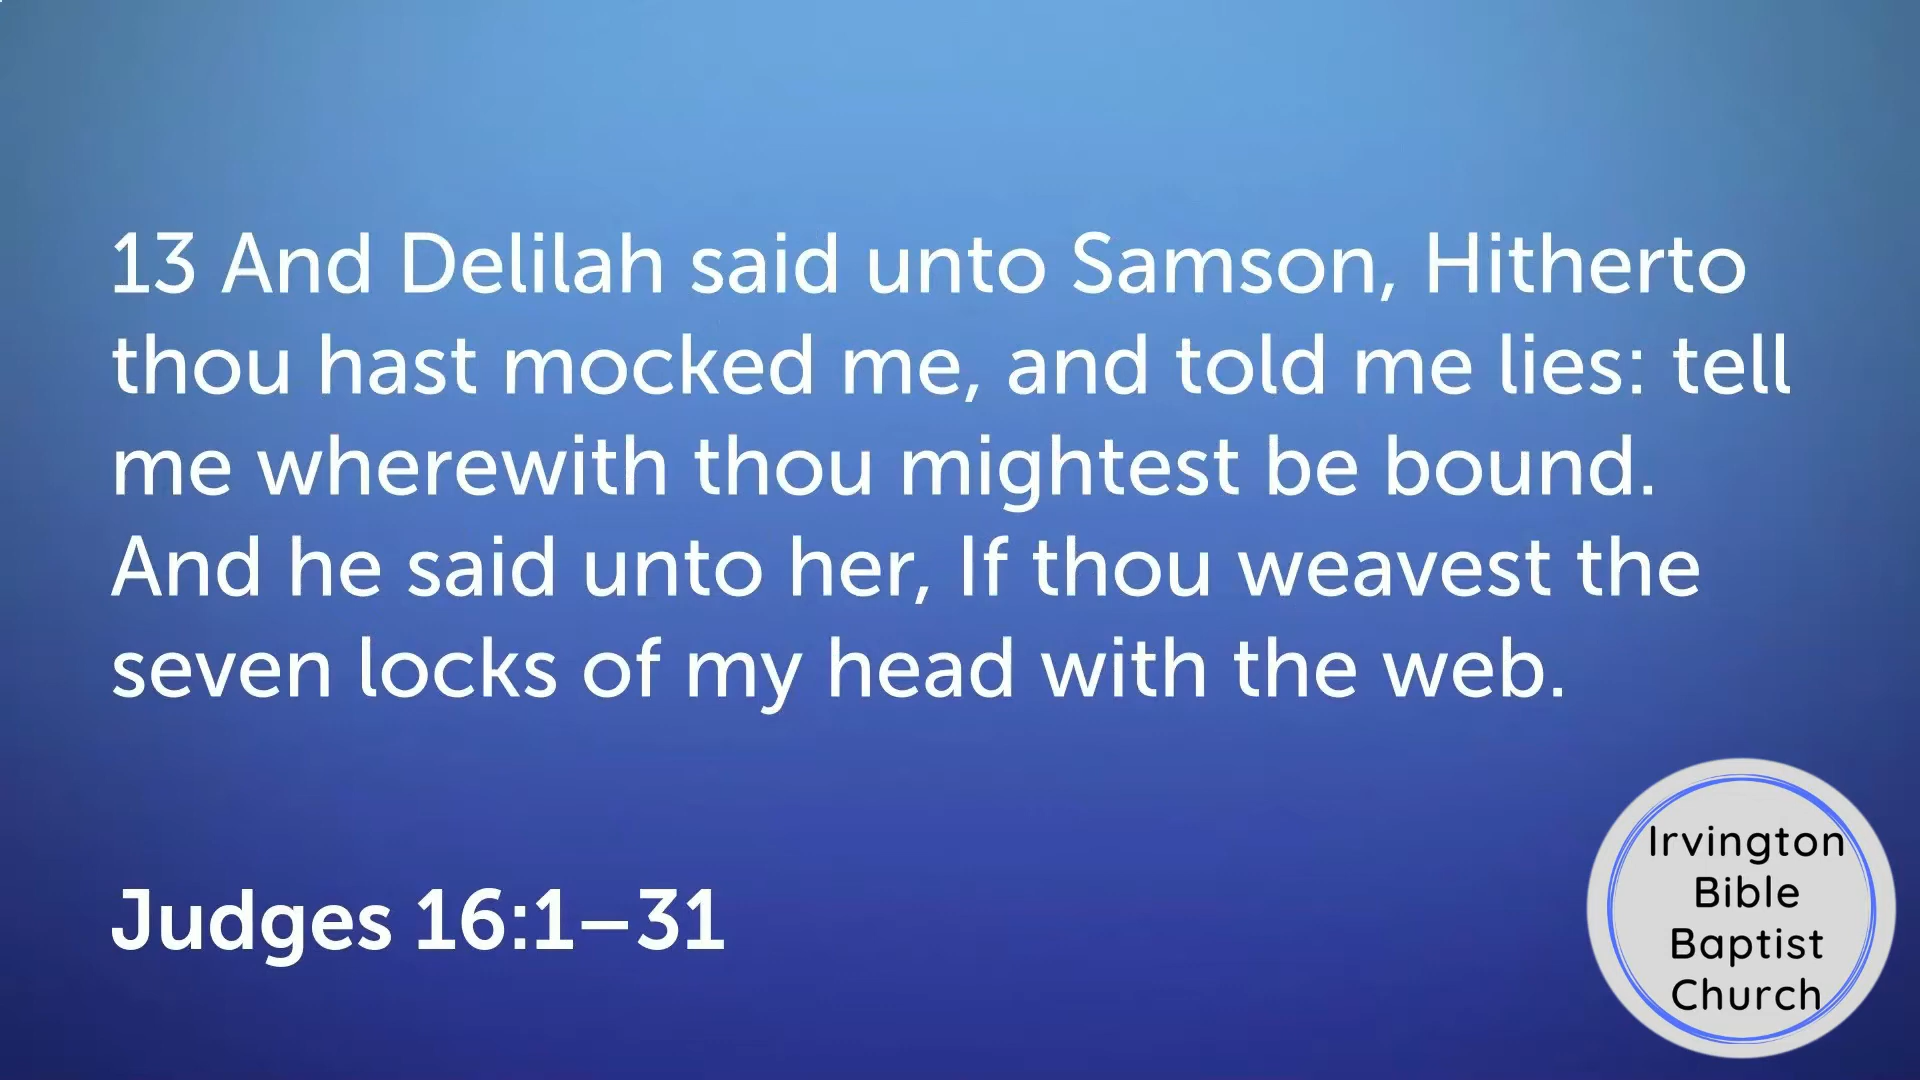 13 And Delilah said unto Samson, Hitherto
thou hast mocked me, and told me lies: tell
me wherewith thou mightest be bound.
And he said unto her, If thou weavest the
seven locks of my head with the web.
Judges 16:1–31
Irvington
Bible
Baptist
Church